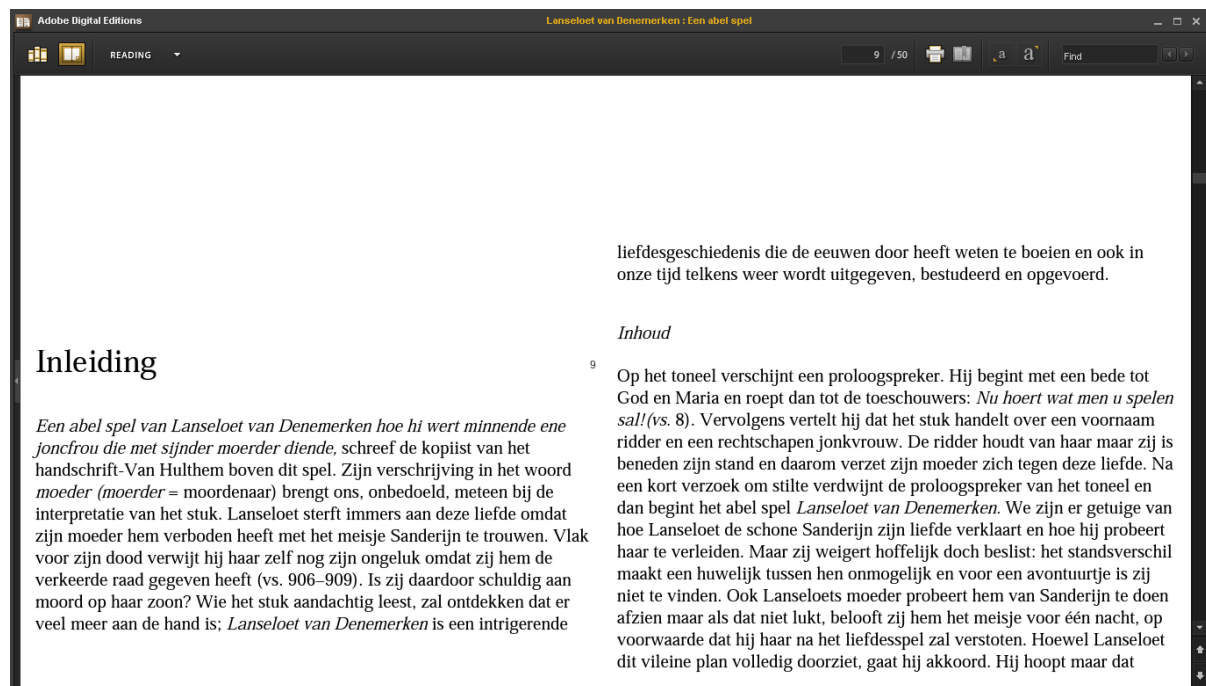 Adobe Digital Editions
Lanseloet van Denemerken : Een abel spel
READING
9 / 50
a
a
Find
Inleiding
Een abel spel van Lanseloet van Denemerken hoe hi wert minnende ene
joncfrou die met sijnder moerder diende, schreef de kopiist van het
handschrift-Van Hulthem boven dit spel. Zijn verschrijving in het woord
moeder (moerder = moordenaar) brengt ons, onbedoeld, meteen bij de
interpretatie van het stuk. Lanseloet sterft immers aan deze liefde omdat
zijn moeder hem verboden heeft met het meisje Sanderijn te trouwen. Vlak
voor zijn dood verwijt hij haar zelf nog zijn ongeluk omdat zij hem de
verkeerde raad gegeven heeft (vs. 906–909). Is zij daardoor schuldig aan
moord op haar zoon? Wie het stuk aandachtig leest, zal ontdekken dat er
veel meer aan de hand is; Lanseloet van Denemerken is een intrigerende
9
liefdesgeschiedenis die de eeuwen door heeft weten te boeien en ook in
onze tijd telkens weer wordt uitgegeven, bestudeerd en opgevoerd.
Inhoud
Op het toneel verschijnt een proloogspreker. Hij begint met een bede tot
God en Maria en roept dan tot de toeschouwers: Nu hoert wat men u spelen
sal!(vs. 8). Vervolgens vertelt hij dat het stuk handelt over een voornaam
ridder en een rechtschapen jonkvrouw. De ridder houdt van haar maar zij is
beneden zijn stand en daarom verzet zijn moeder zich tegen deze liefde. Na
een kort verzoek om stilte verdwijnt de proloogspreker van het toneel en
dan begint het abel spel Lanseloet van Denemerken. We zijn er getuige van
hoe Lanseloet de schone Sanderijn zijn liefde verklaart en hoe hij probeert
haar te verleiden. Maar zij weigert hoffelijk doch beslist: het standsverschil
maakt een huwelijk tussen hen onmogelijk en voor een avontuurtje is zij
niet te vinden. Ook Lanseloets moeder probeert hem van Sanderijn te doen
afzien maar als dat niet lukt, belooft zij hem het meisje voor één nacht, op
voorwaarde dat hij haar na het liefdesspel zal verstoten. Hoewel Lanseloet
dit vileine plan volledig doorziet, gaat hij akkoord. Hij hoopt maar dat